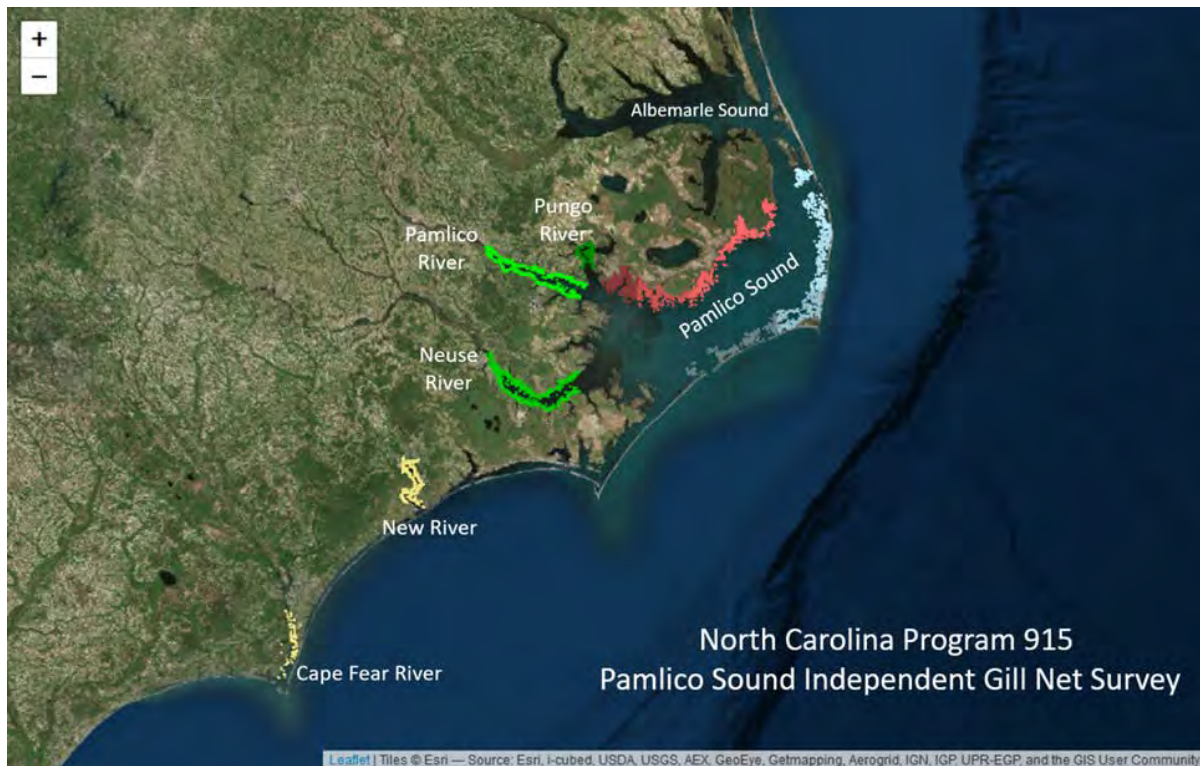 +
−
Albemarle Sound
Pungo
River
Pamlico
River
Pamlico Sound
Neuse
River
New River
Cape Fear River
North Carolina Program 915
Pamlico Sound Independent Gill Net Survey
Leaflet | Tiles © Esri — Source: Esri, i-cubed, USDA, USGS, AEX, GeoEye, Getmapping, Aerogrid, IGN, IGP, UPR-EGP, and the GIS User Communit